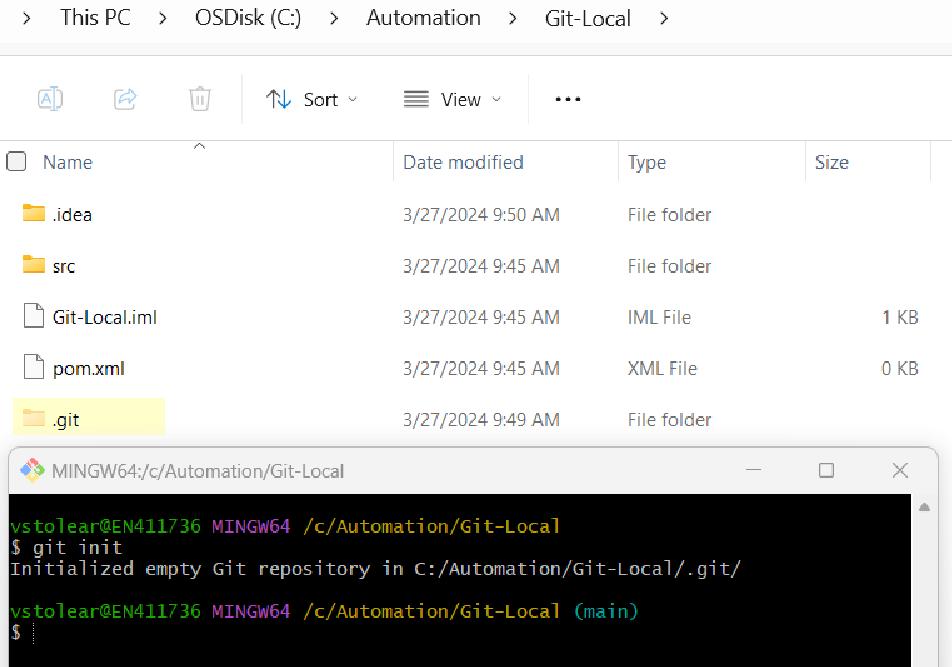 > This PC > OSDisk (C:) > Automation > Git-Local >
Sort View ...
Name Date modified Type Size
.idea 3/27/2024 9:50 AM File folder
src 3/27/2024 9:45 AM File folder
Git-Local.iml 3/27/2024 9:45 AM IML File 1 KB
pom.xml 3/27/2024 9:45 AM XML File 0 KB
.git 3/27/2024 9:49 AM File folder
MINGW64:/c/Automation/Git-Local
vstolear@EN411736 MINGW64 /c/Automation/Git-Local
$ git init
Initialized empty Git repository in C:/Automation/Git-Local/.git/
vstolear@EN411736 MINGW64 /c/Automation/Git-Local (main)
$